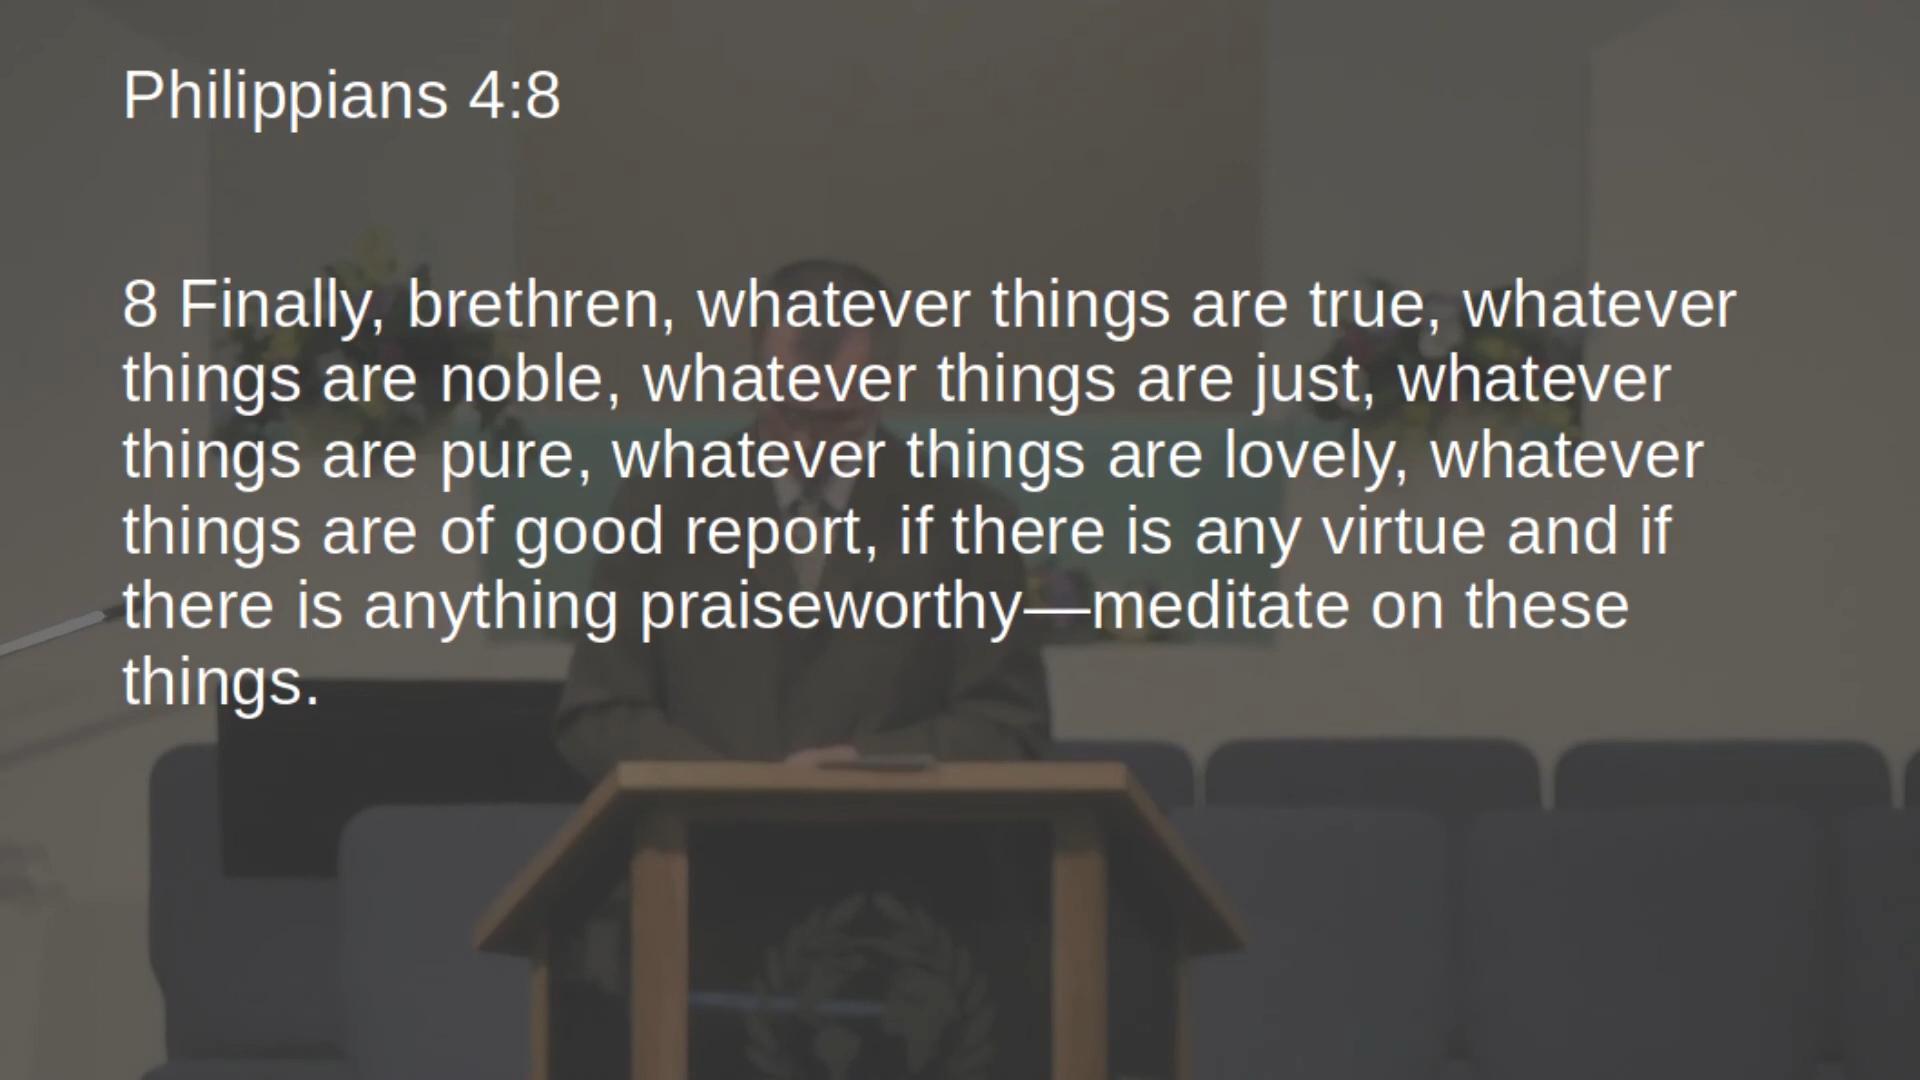 Philippians 4:8
8 Finally, brethren, whatever things are true, whatever
things are noble, whatever things are just, whatever
things are pure, whatever things are lovely, whatever
things are of good report, if there is any virtue and if
there is anything praiseworthy—meditate on these
things.